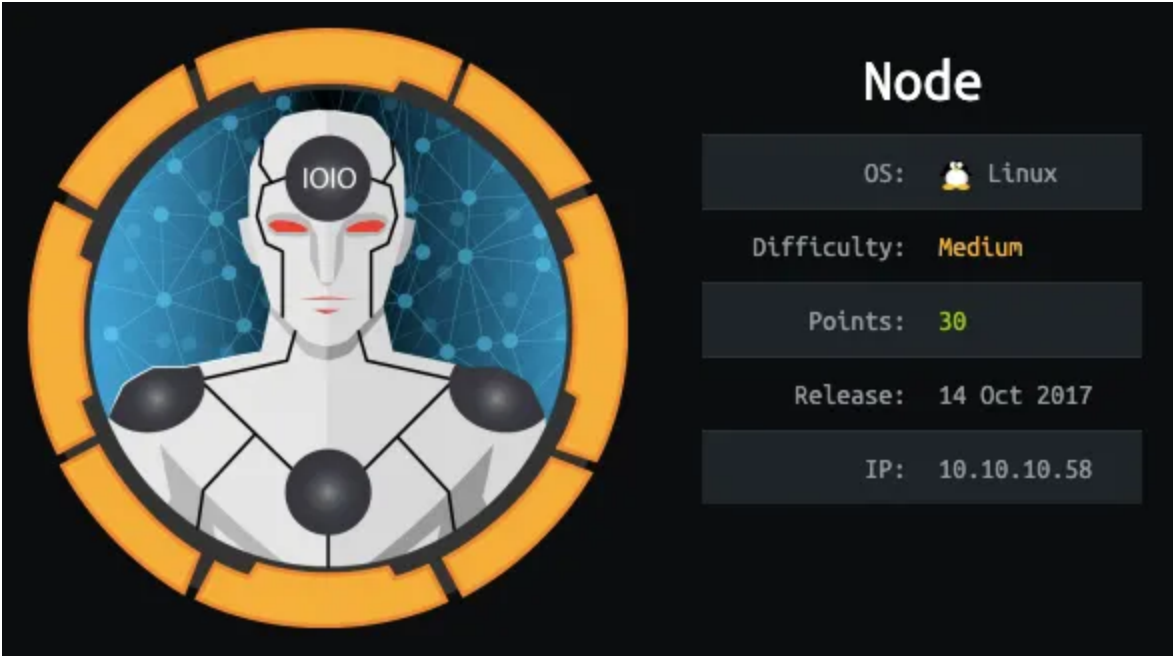 IOIO
Node
OS: Linux
Difficulty: Medium
Points: 30
Release: 14 Oct 2017
IP: 10.10.10.58